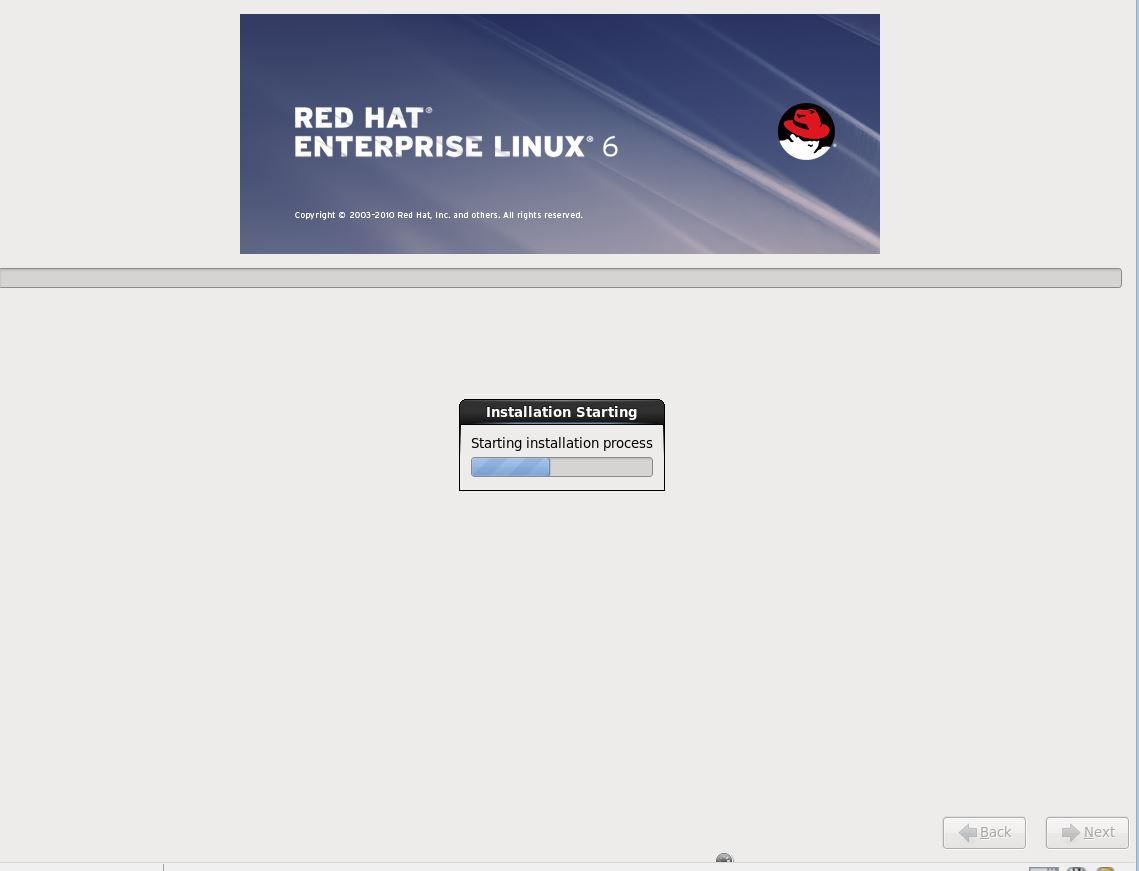 RED HAT®
ENTERPRISE LINUX® 6
Copyright © 2003-2010 Red Hat, Inc. and others. All rights reserved.
Installation Starting
Starting installation process
Back
Next